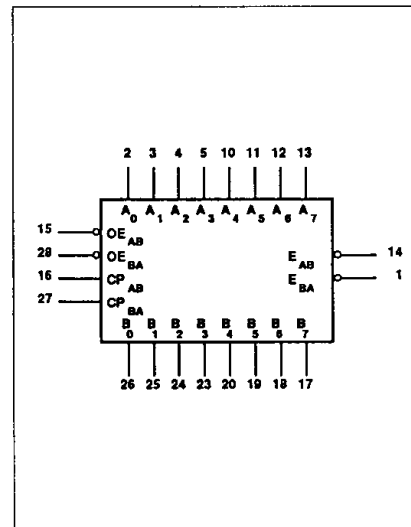 2 3 4 5 10 11 12 13
A0 A1 A2 A3 A4 A5 A6 A7
15 OEAB
28 OEBA EAB 14
16 CPAB EBA 1
27 CPBA
B0 B1 B2 B3 B4 B5 B6 B7
26 25 24 23 20 19 18 17